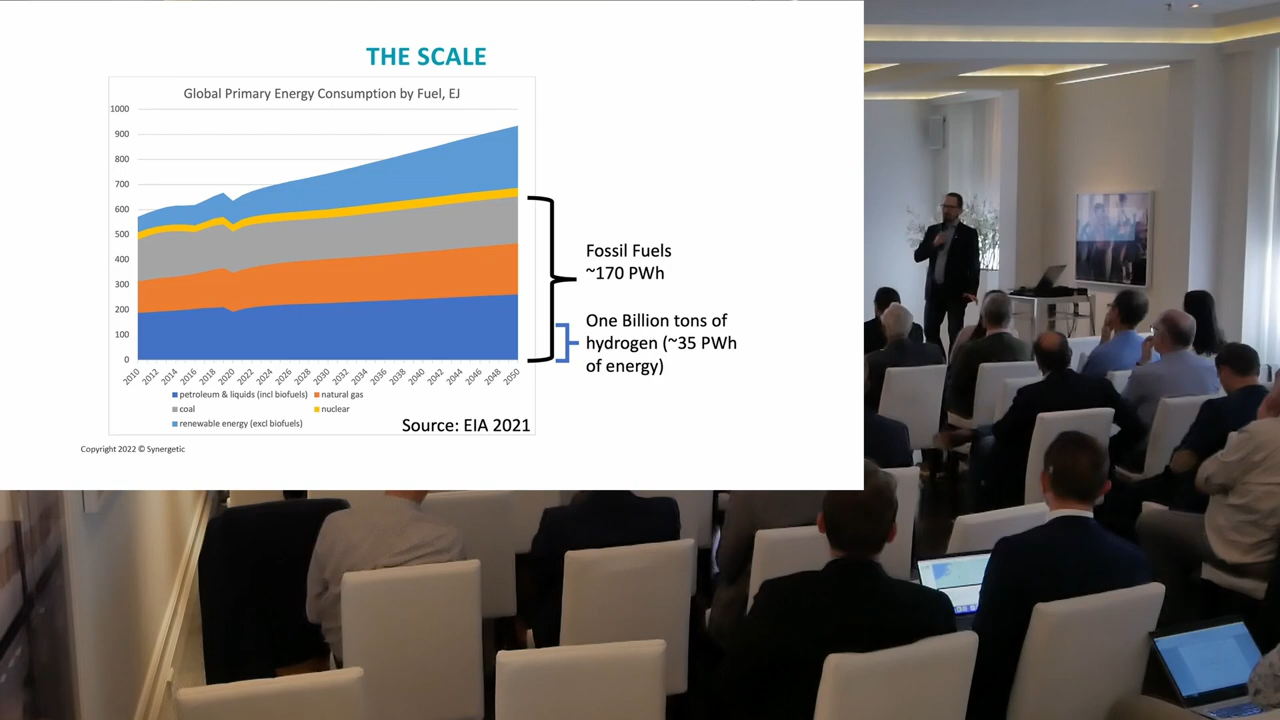 THE SCALE
Global Primary Energy Consumption by Fuel, EJ
1000
900
800
700
600
500
400
300
200
100
0
2010 2012 2014 2016 2018 2020 2022 2024 2026 2028 2030 2032 2034 2036 2038 2040 2042 2044 2046 2048 2050
petroleum & liquids (incl biofuels) natural gas
coal nuclear
renewable energy (excl biofuels)
Source: EIA 2021
Fossil Fuels
~170 PWh
One Billion tons of
hydrogen (~35 PWh
of energy)
Copyright 2022 © Synergetic